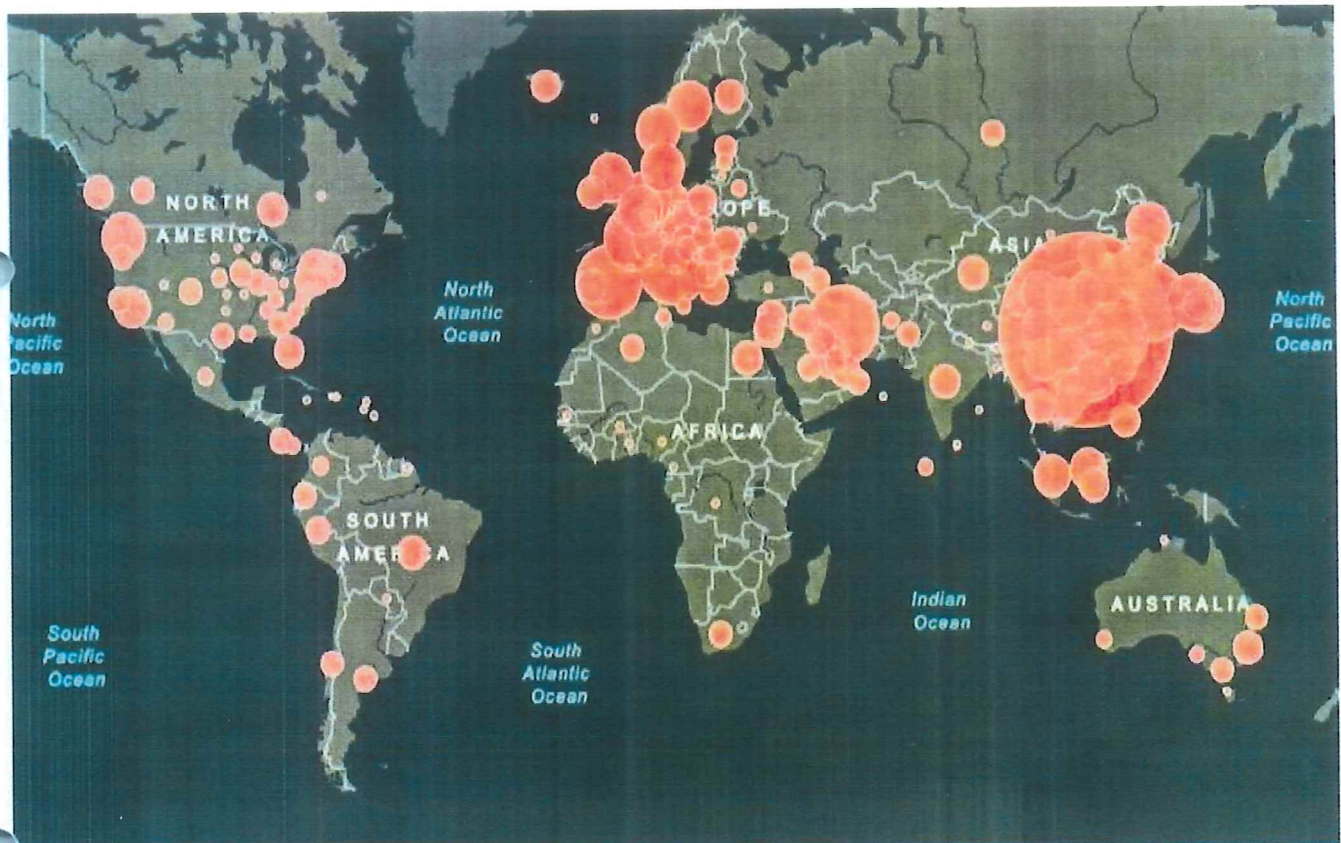 NORTH
AMERICA
ASIA
North
Atlantic
Ocean
North
Pacific
Ocean
North
Pacific
Ocean
AFRICA
SOUTH
AMERICA
Indian
Ocean
AUSTRALIA
South
Pacific
Ocean
South
Atlantic
Ocean